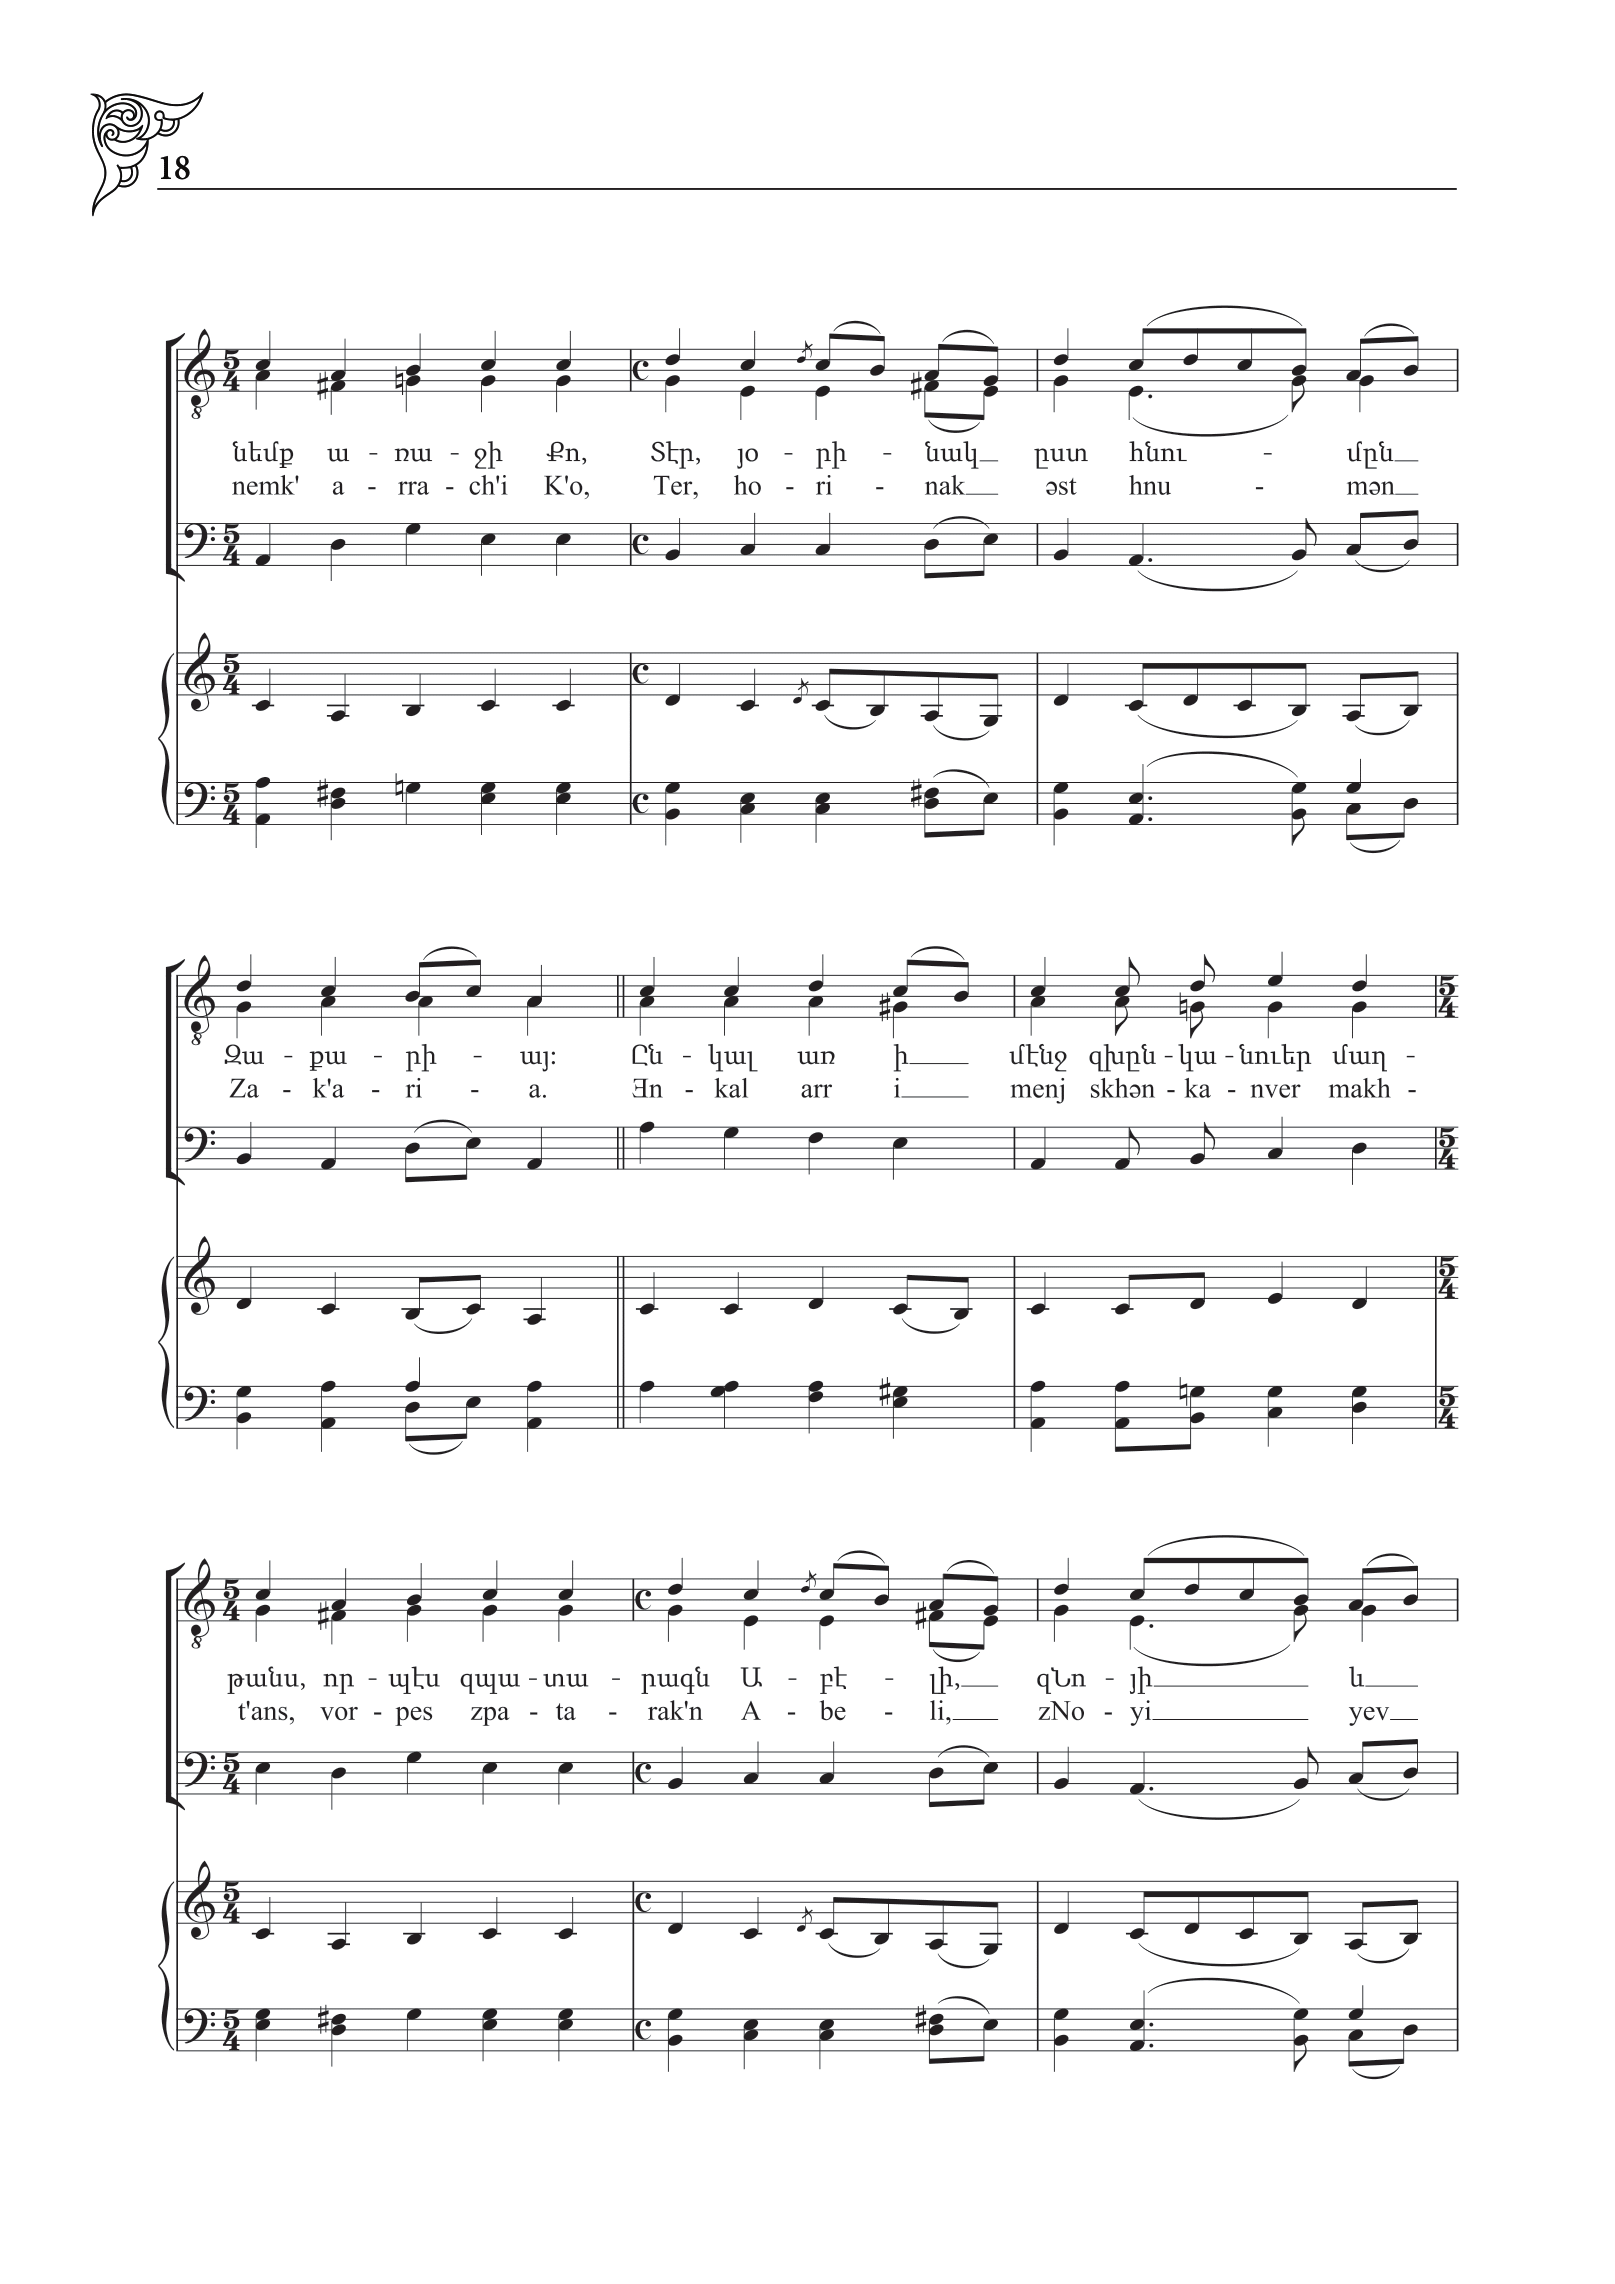 18
նեմք ա - ռա - ջի Քո, Տէր, յօ - րի - նակ ըստ հնու - մըն
nemk' a - rra - ch'i K'o, Ter, ho - ri - nak əst hnu - mən
Զա - քա - րի - այ: Ըն - կալ առ ի մէնջ զխըն - կա - նուեր մաղ -
Za - k'a - ri - a. Ən - kal arr i menj skhən - ka - nver makh -
թանս, որ - պէս զպա - տա - րագն Ա - բէ - լի, զՆո - յի և
t'ans, vor - pes zpa - ta - rak'n A - be - li, zNo - yi yev